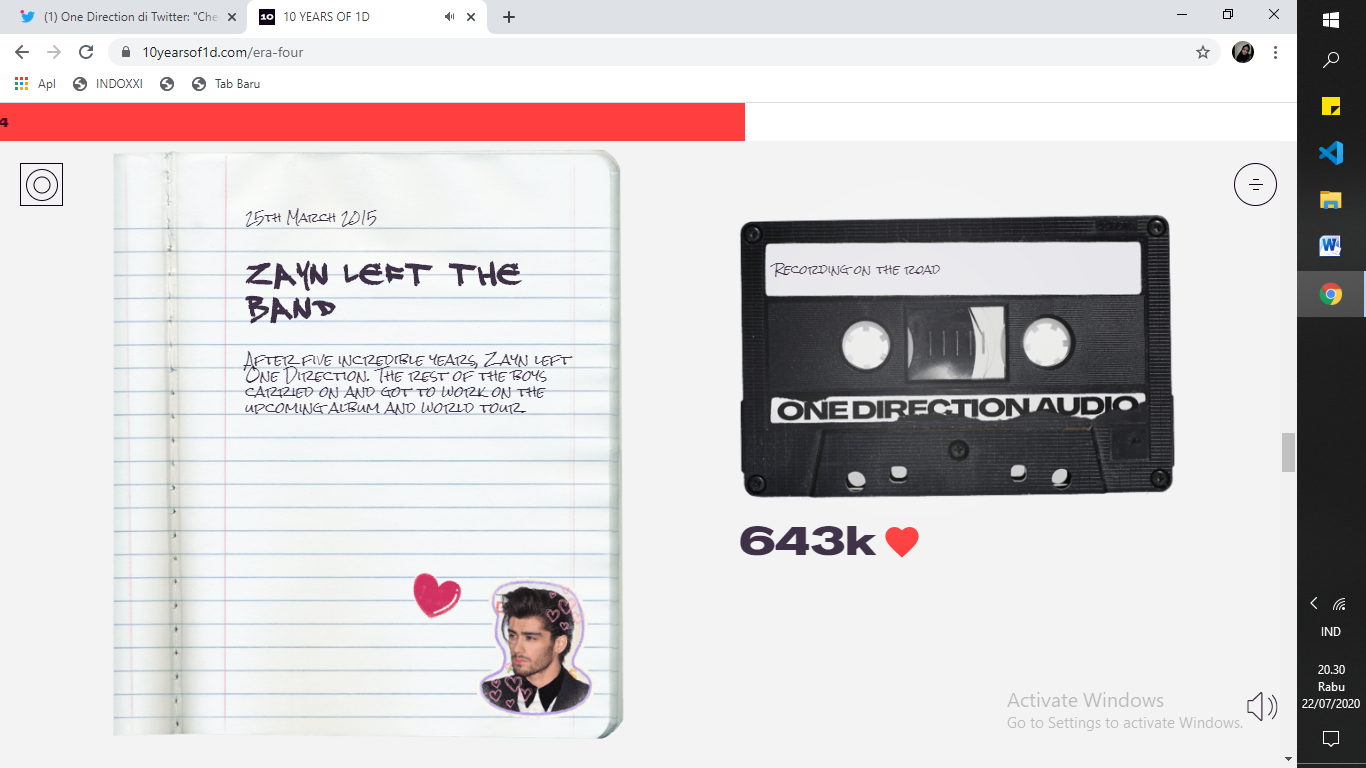 (1) One Direction di Twitter: "Che
10 YEARS OF 1D
10yearsof1d.com/era-four
Apl
INDOXXI
Tab Baru
4
25TH MARCH 2015
ZAYN LEFT THE
BAND
AFTER FIVE INCREDIBLE YEARS, ZAYN LEFT
ONE DIRECTION. THE REST OF THE BOYS
CARRIED ON AND GOT TO WORK ON THE
UPCOMING ALBUM AND WORLD TOUR.
RECORDING ON THE ROAD
ONE DIRECTION AUDIO
643k
Activate Windows
Go to Settings to activate Windows.
IND
20.30
Rabu
22/07/2020